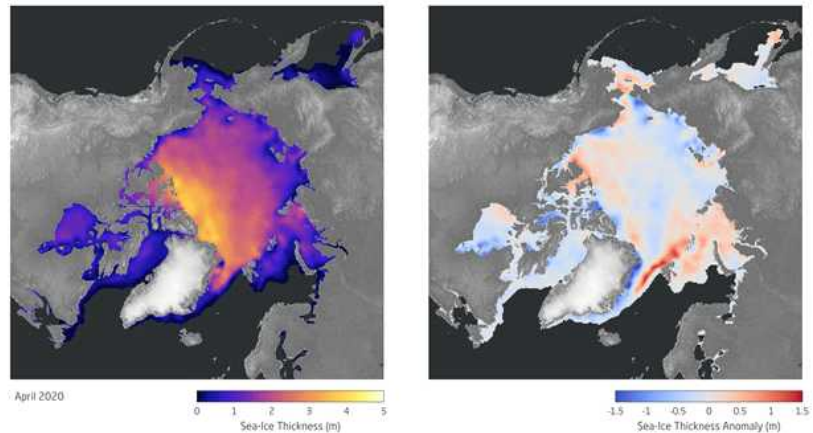 April 2020
0 1 2 3 4 5
Sea-Ice Thickness (m)
-1.5 -1 -0.5 0 0.5 1 1.5
Sea-Ice Thickness Anomaly (m)